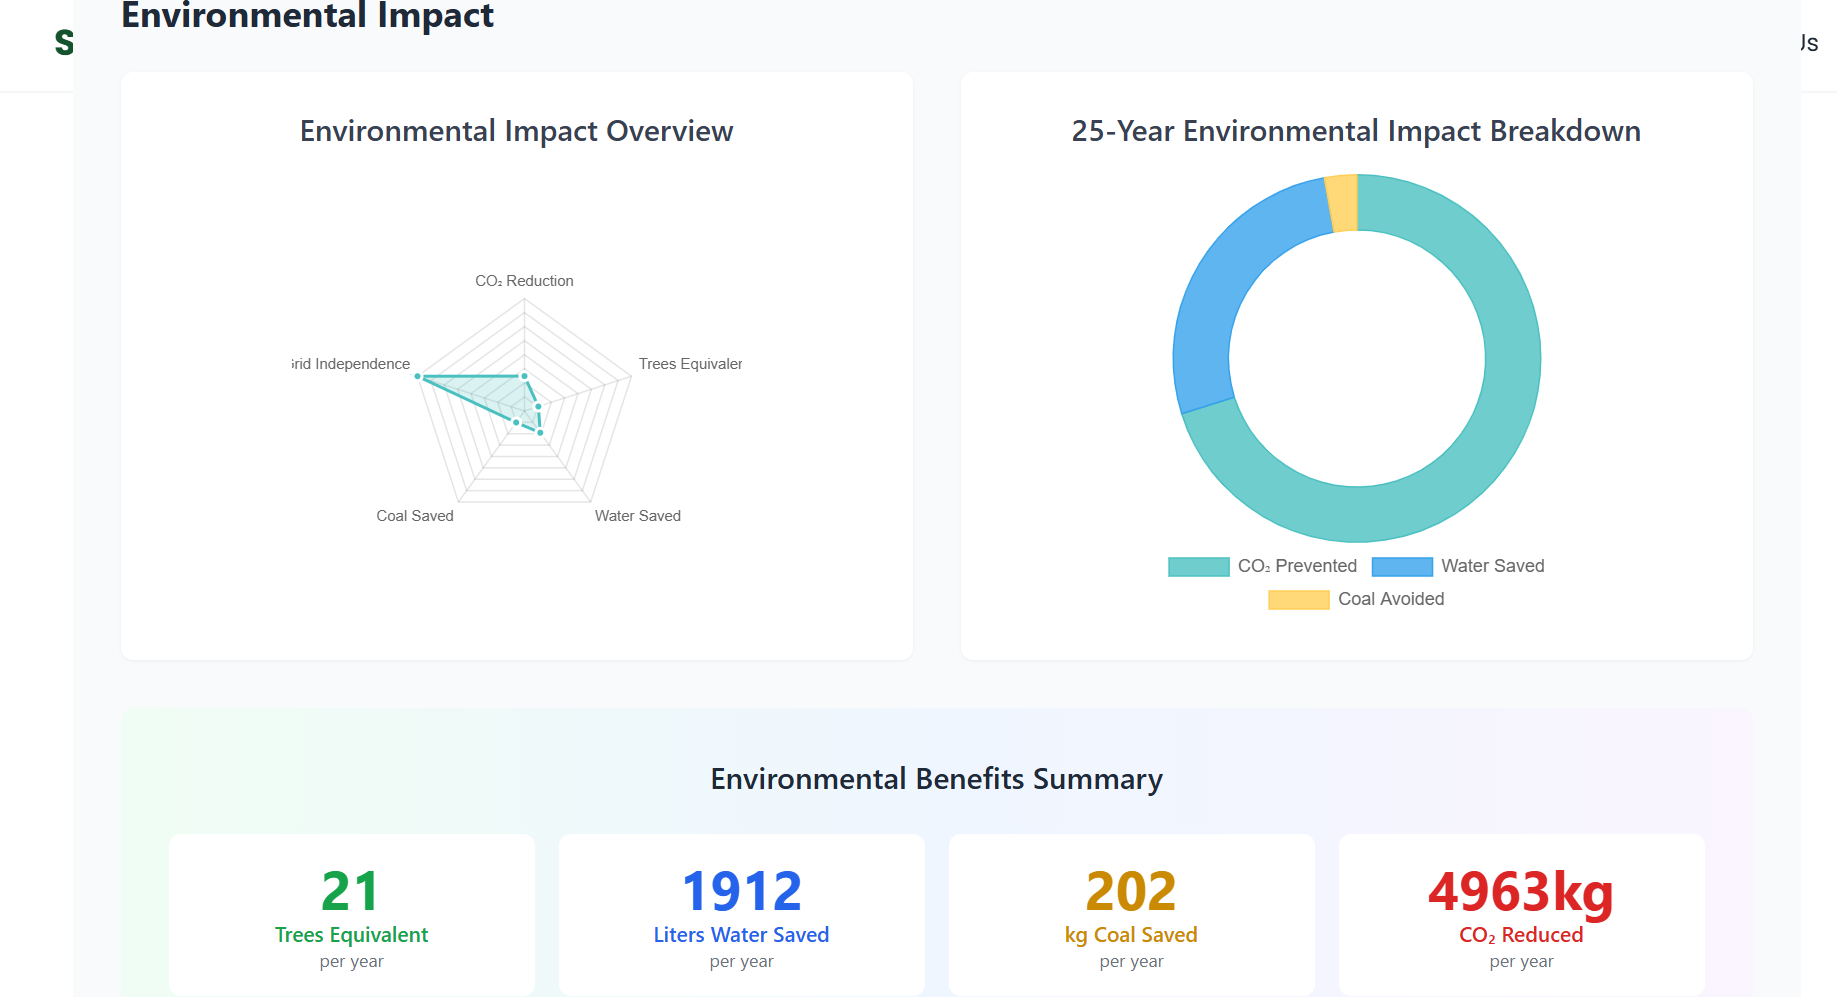 Environmental Impact
S
Us
Environmental Impact Overview
CO₂ Reduction
Grid Independence
Trees Equivalen
Coal Saved
Water Saved
25-Year Environmental Impact Breakdown
CO₂ Prevented
Water Saved
Coal Avoided
Environmental Benefits Summary
21
Trees Equivalent
per year
1912
Liters Water Saved
per year
202
kg Coal Saved
per year
4963kg
CO₂ Reduced
per year